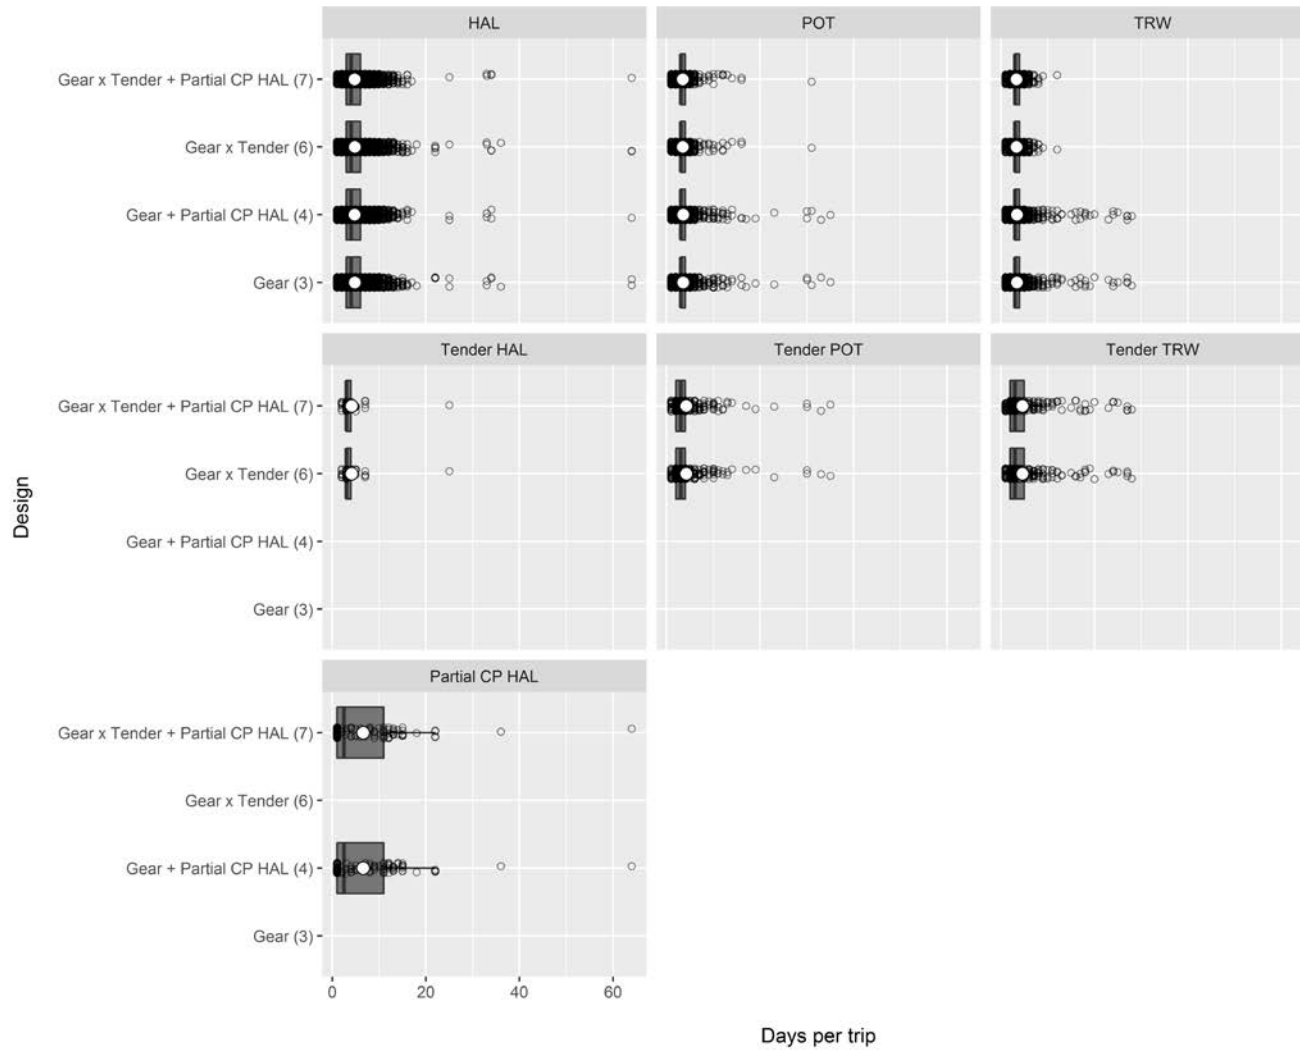 HAL POT TRW
Gear x Tender + Partial CP HAL (7)
Gear x Tender (6)
Gear + Partial CP HAL (4)
Gear (3)
Tender HAL Tender POT Tender TRW
Gear x Tender + Partial CP HAL (7)
Gear x Tender (6)
Design
Gear + Partial CP HAL (4)
Gear (3)
Partial CP HAL
Gear x Tender + Partial CP HAL (7)
Gear x Tender (6)
Gear + Partial CP HAL (4)
Gear (3)
0 20 40 60
Days per trip